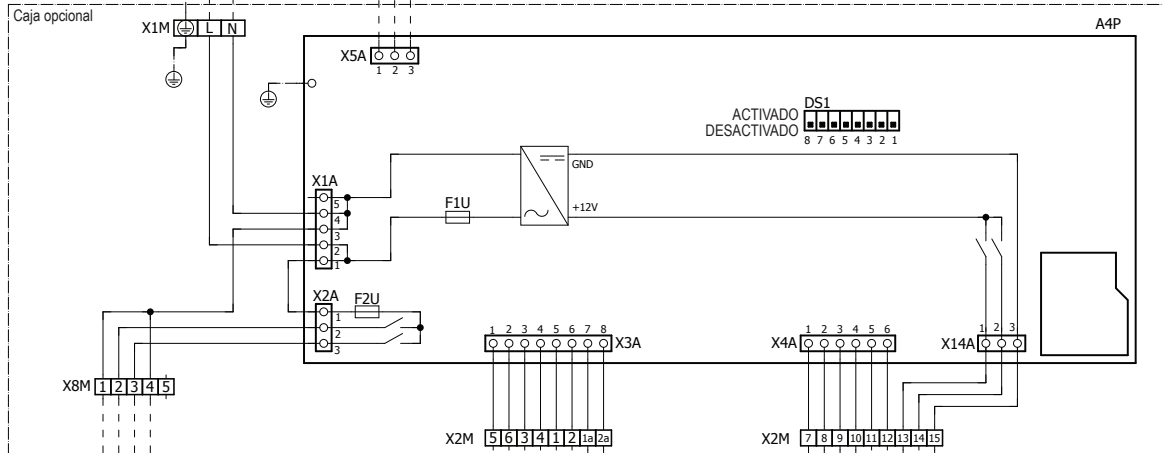 Caja opcional
X1M L N
A4P
X5A
1 2 3
DS1
ACTIVADO
DESACTIVADO
8 7 6 5 4 3 2 1
GND
X1A
5
F1U
+12V
4
3
2
1
X2A
F2U
1
2
3
1 2 3 4 5 6 7 8
X3A
1 2 3 4 5 6
X4A
1 2 3
X14A
X8M 1 2 3 4 5
X2M 5 6 3 4 1 2 1a 2a
X2M 7 8 9 10 11 12 13 14 15